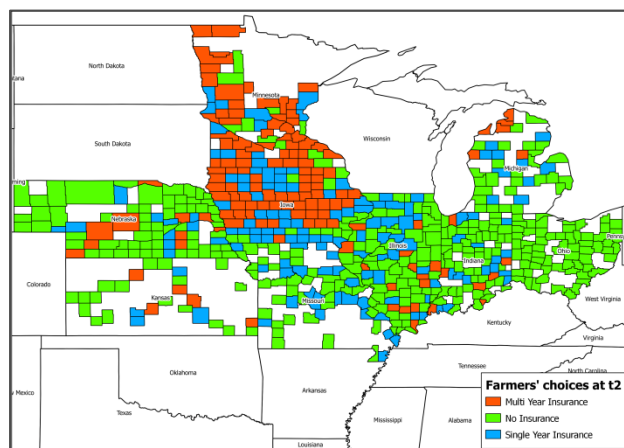 North Dakota
Minnesota
South Dakota
Wisconsin
Michigan
Iowa
Nebraska
Illinois
Indiana
Ohio
Colorado
Kansas
Missouri
West Virginia
Kentucky
Virginia
Oklahoma
Tennessee
North Carolina
Arkansas
Mexico
Texas
Mississippi
Alabama
Louisiana
Farmers' choices at t2
Multi Year Insurance
No Insurance
Single Year Insurance